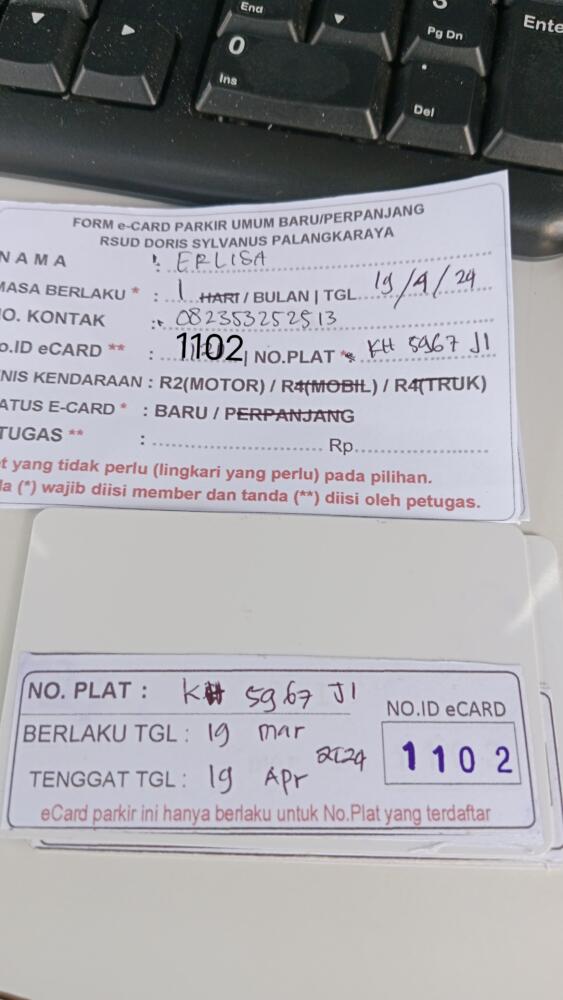 End
Pg Dn
Ente
0
Ins
.
Del
FORM e-CARD PARKIR UMUM BARU/PERPANJANG
RSUD DORIS SYLVANUS PALANGKARAYA
NAMA : ERLISA
MASA BERLAKU * : 1 HARI / BULAN | TGL. 19/4/24
O. KONTAK : 082353252513
o.ID eCARD ** : 1102 | NO.PLAT * KH 5967 JI
NIS KENDARAAN : R2(MOTOR) / R4(MOBIL) / R4(TRUK)
ATUS E-CARD * : BARU / PERPANJANG
TUGAS ** : Rp.
t yang tidak perlu (lingkari yang perlu) pada pilihan.
da (*) wajib diisi member dan tanda (**) diisi oleh petugas.
NO. PLAT : KH 5967 JI
NO.ID eCARD
BERLAKU TGL : 19 mar
1102
2024
TENGGAT TGL : 19 Apr
eCard parkir ini hanya berlaku untuk No.Plat yang terdaftar